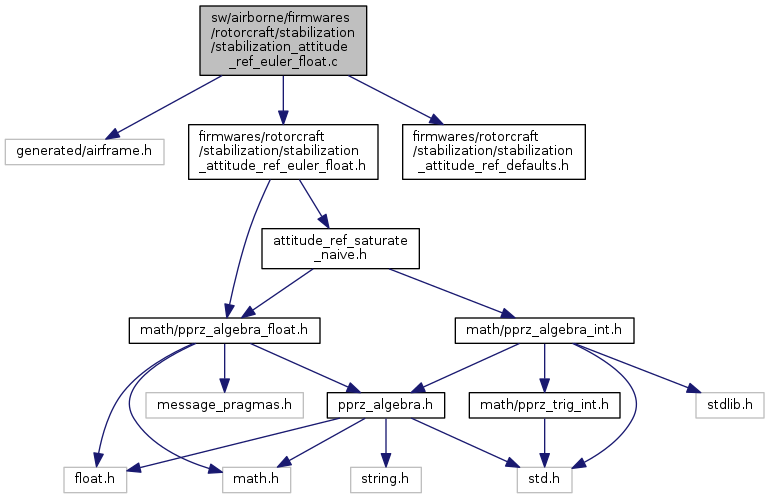 sw/airborne/firmwares
/rotorcraft/stabilization
/stabilization_attitude
_ref_euler_float.c
generated/airframe.h
firmwares/rotorcraft
/stabilization/stabilization
_attitude_ref_euler_float.h
firmwares/rotorcraft
/stabilization/stabilization
_attitude_ref_defaults.h
attitude_ref_saturate
_naive.h
math/pprz_algebra_float.h
math/pprz_algebra_int.h
message_pragmas.h
pprz_algebra.h
math/pprz_trig_int.h
stdlib.h
float.h
math.h
string.h
std.h